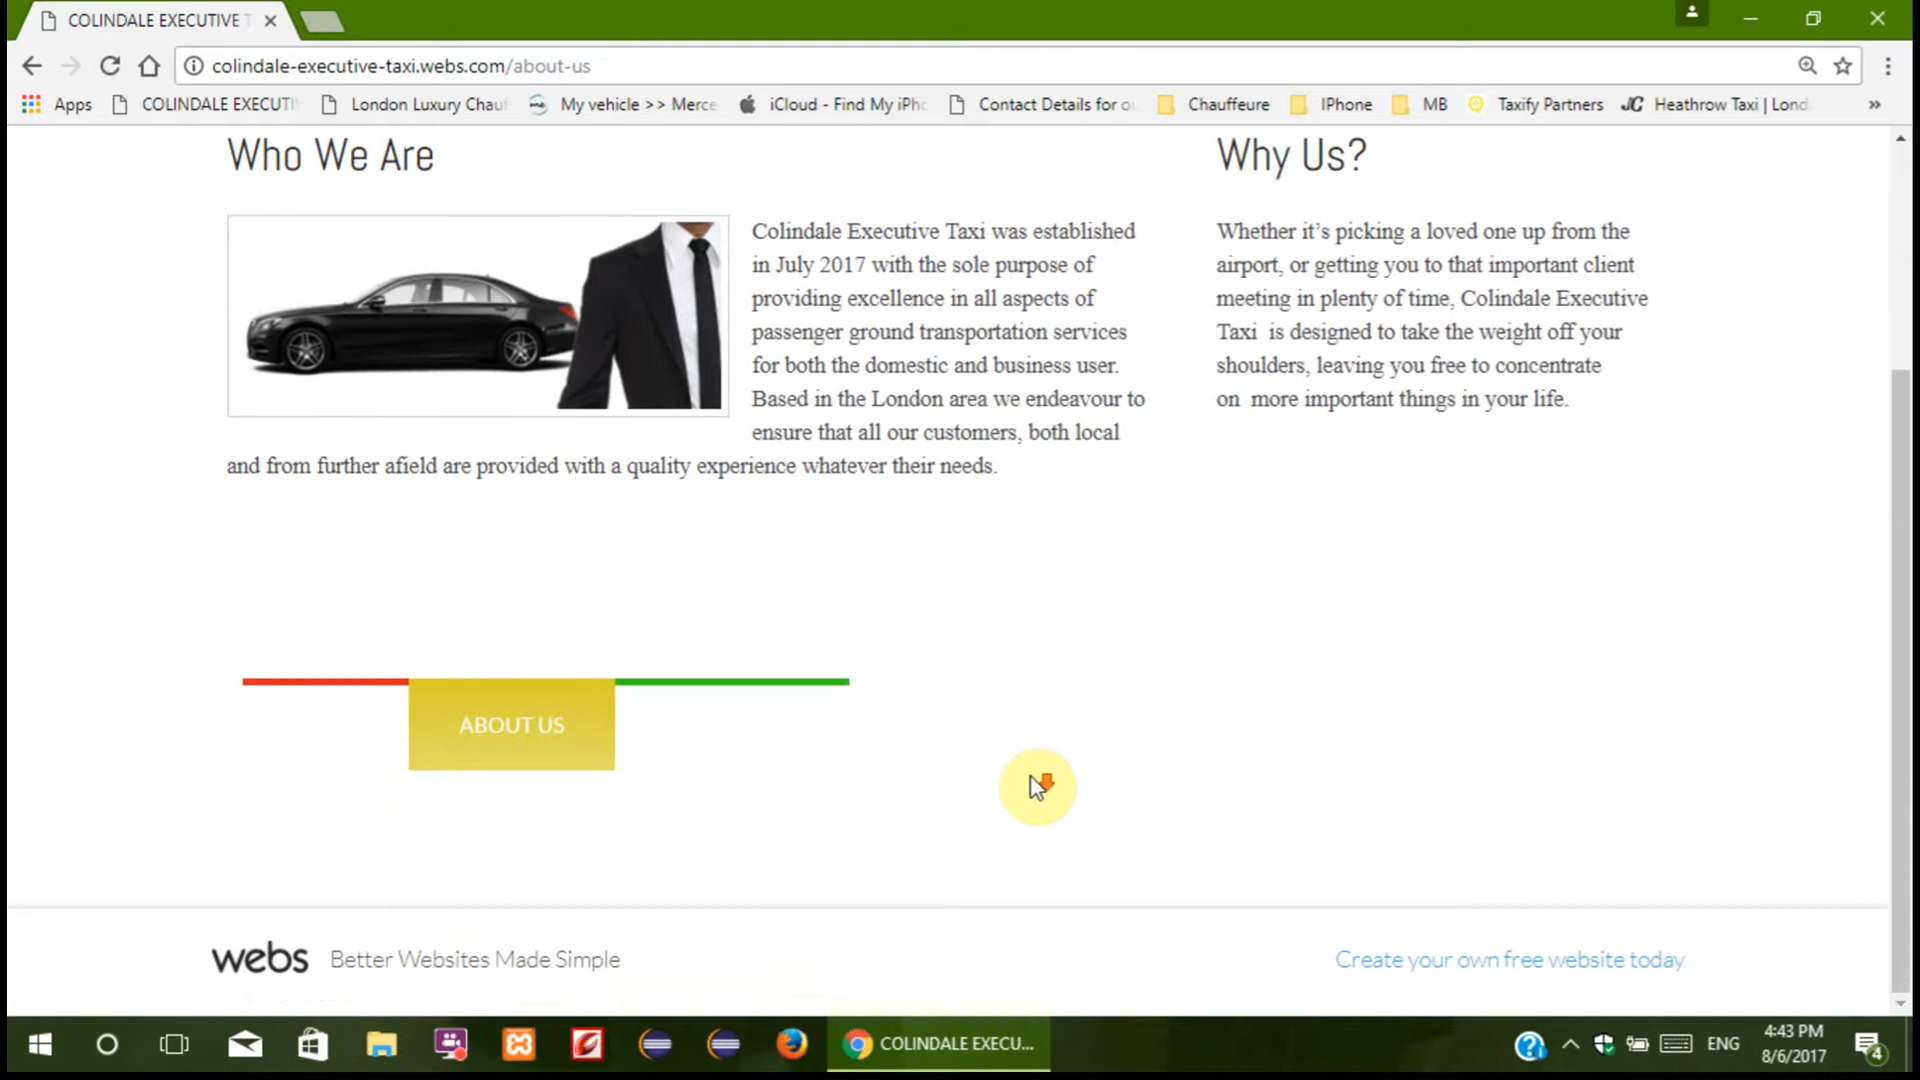 COLINDALE EXECUTIVE T
colindale-executive-taxi.webs.com/about-us
Apps COLINDALE EXECUTI London Luxury Chauf My vehicle >> Merce iCloud - Find My iPh Contact Details for o Chauffeure IPhone MB Taxify Partners Heathrow Taxi | Lond »
Who We Are
Colindale Executive Taxi was established
in July 2017 with the sole purpose of
providing excellence in all aspects of
passenger ground transportation services
for both the domestic and business user.
Based in the London area we endeavour to
ensure that all our customers, both local
and from further afield are provided with a quality experience whatever their needs.
Why Us?
Whether it’s picking a loved one up from the
airport, or getting you to that important client
meeting in plenty of time, Colindale Executive
Taxi is designed to take the weight off your
shoulders, leaving you free to concentrate
on more important things in your life.
ABOUT US
webs Better Websites Made Simple
Create your own free website today
COLINDALE EXECU...
ENG
4:43 PM
8/6/2017
4